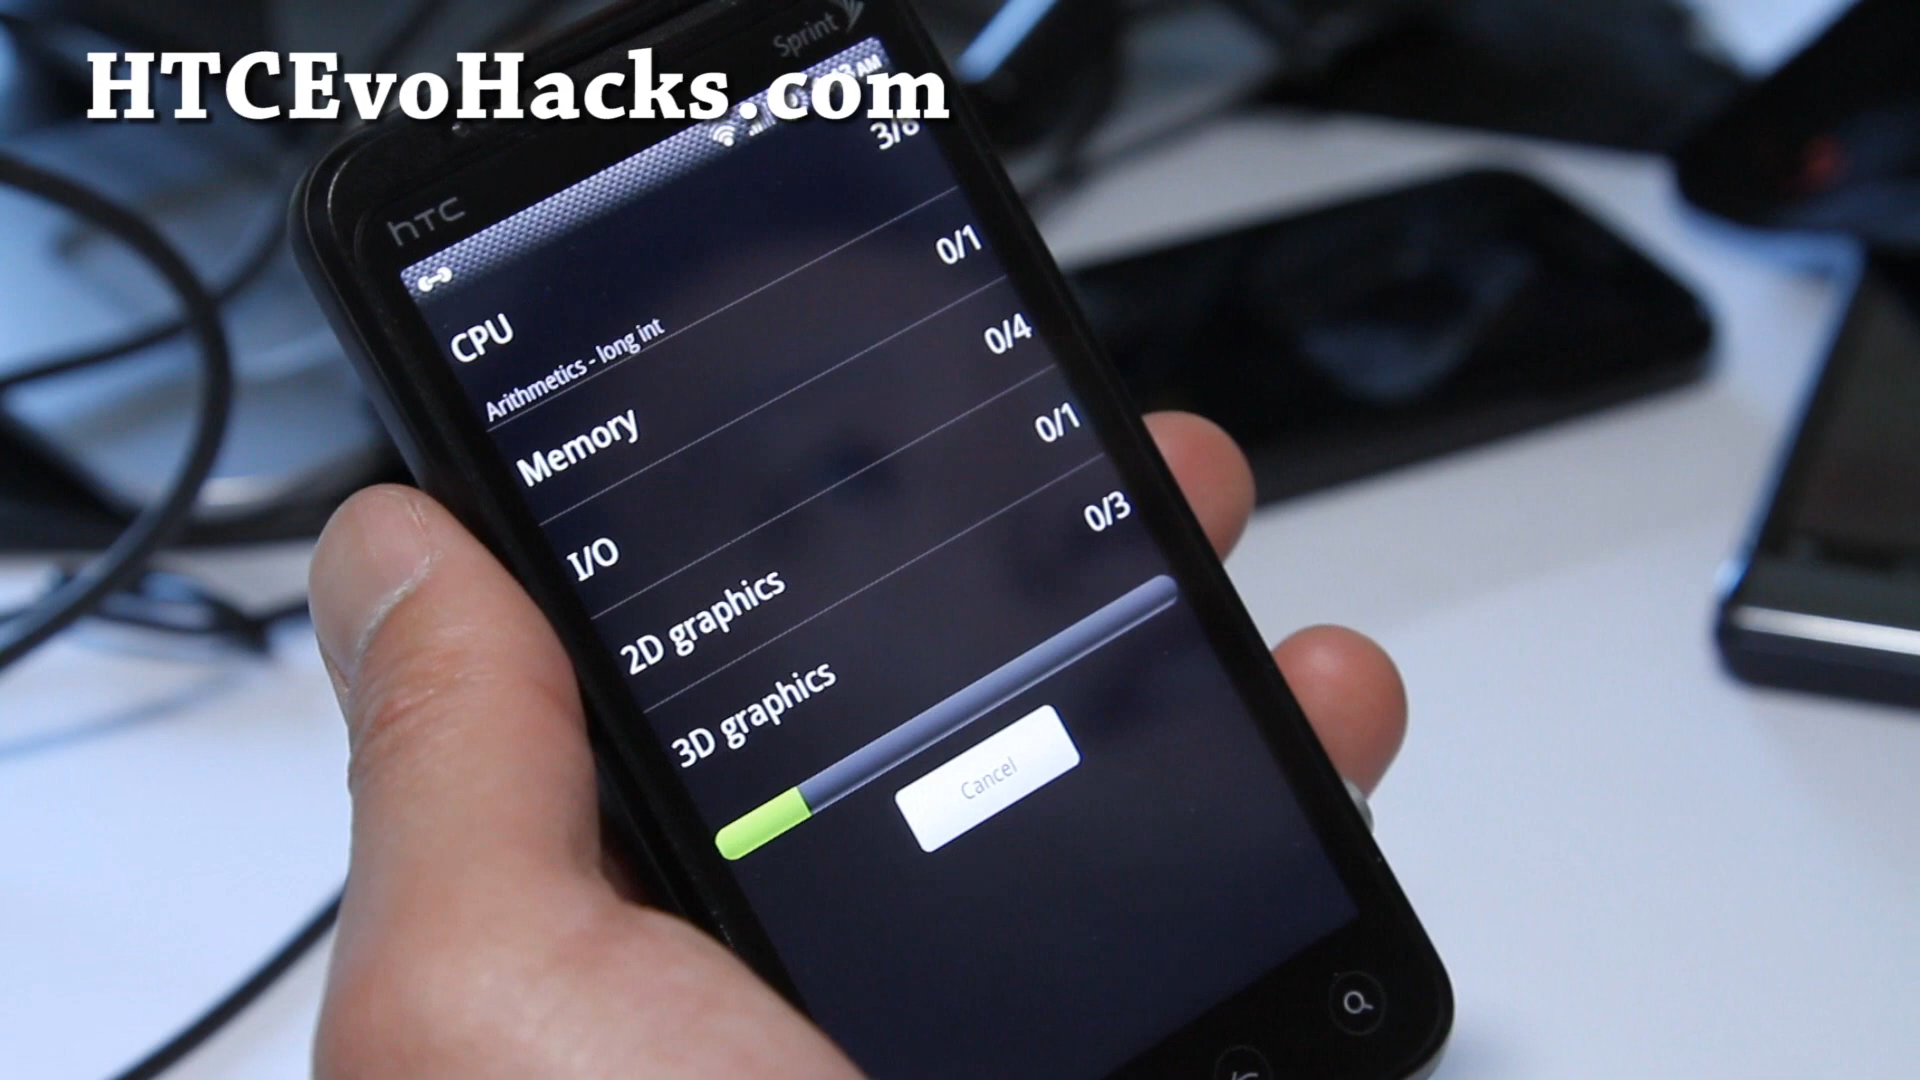 HTCEvoHacks.com
Sprint
AM
hTC
CPU 3/8
Arithmetics - long int
Memory 0/1
I/O 0/4
2D graphics 0/1
3D graphics 0/3
Cancel